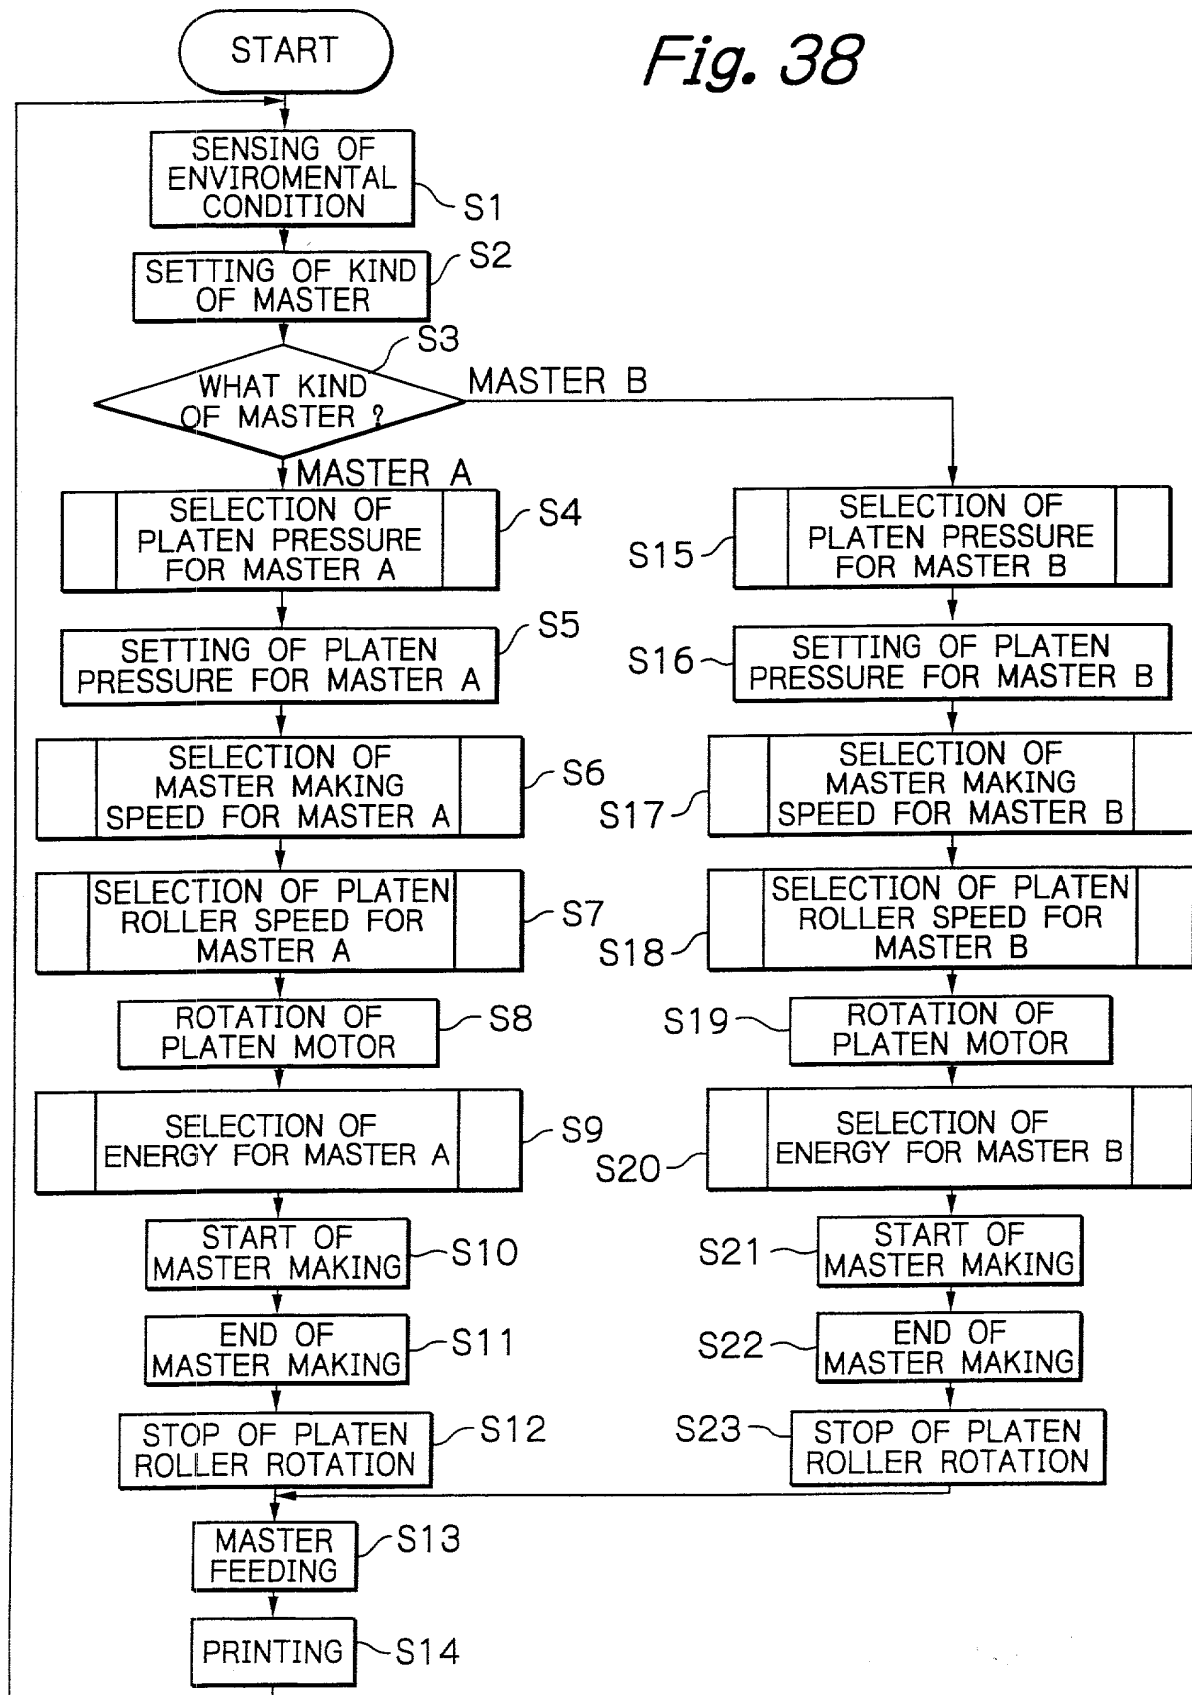 START
Fig. 38
SENSING OF
ENVIROMENTAL
CONDITION
S1
SETTING OF KIND
OF MASTER
S2
S3
WHAT KIND
OF MASTER ?
MASTER B
MASTER A
SELECTION OF
PLATEN PRESSURE
FOR MASTER A
S4
SETTING OF PLATEN
PRESSURE FOR MASTER A
S5
SELECTION OF
MASTER MAKING
SPEED FOR MASTER A
S6
SELECTION OF PLATEN
ROLLER SPEED FOR
MASTER A
S7
ROTATION OF
PLATEN MOTOR
S8
SELECTION OF
ENERGY FOR MASTER A
S9
START OF
MASTER MAKING
S10
END OF
MASTER MAKING
S11
STOP OF PLATEN
ROLLER ROTATION
S12
MASTER
FEEDING
S13
PRINTING
S14
SELECTION OF
PLATEN PRESSURE
FOR MASTER B
S15
SETTING OF PLATEN
PRESSURE FOR MASTER B
S16
SELECTION OF
MASTER MAKING
SPEED FOR MASTER B
S17
SELECTION OF PLATEN
ROLLER SPEED FOR
MASTER B
S18
ROTATION OF
PLATEN MOTOR
S19
SELECTION OF
ENERGY FOR MASTER B
S20
START OF
MASTER MAKING
S21
END OF
MASTER MAKING
S22
STOP OF PLATEN
ROLLER ROTATION
S23